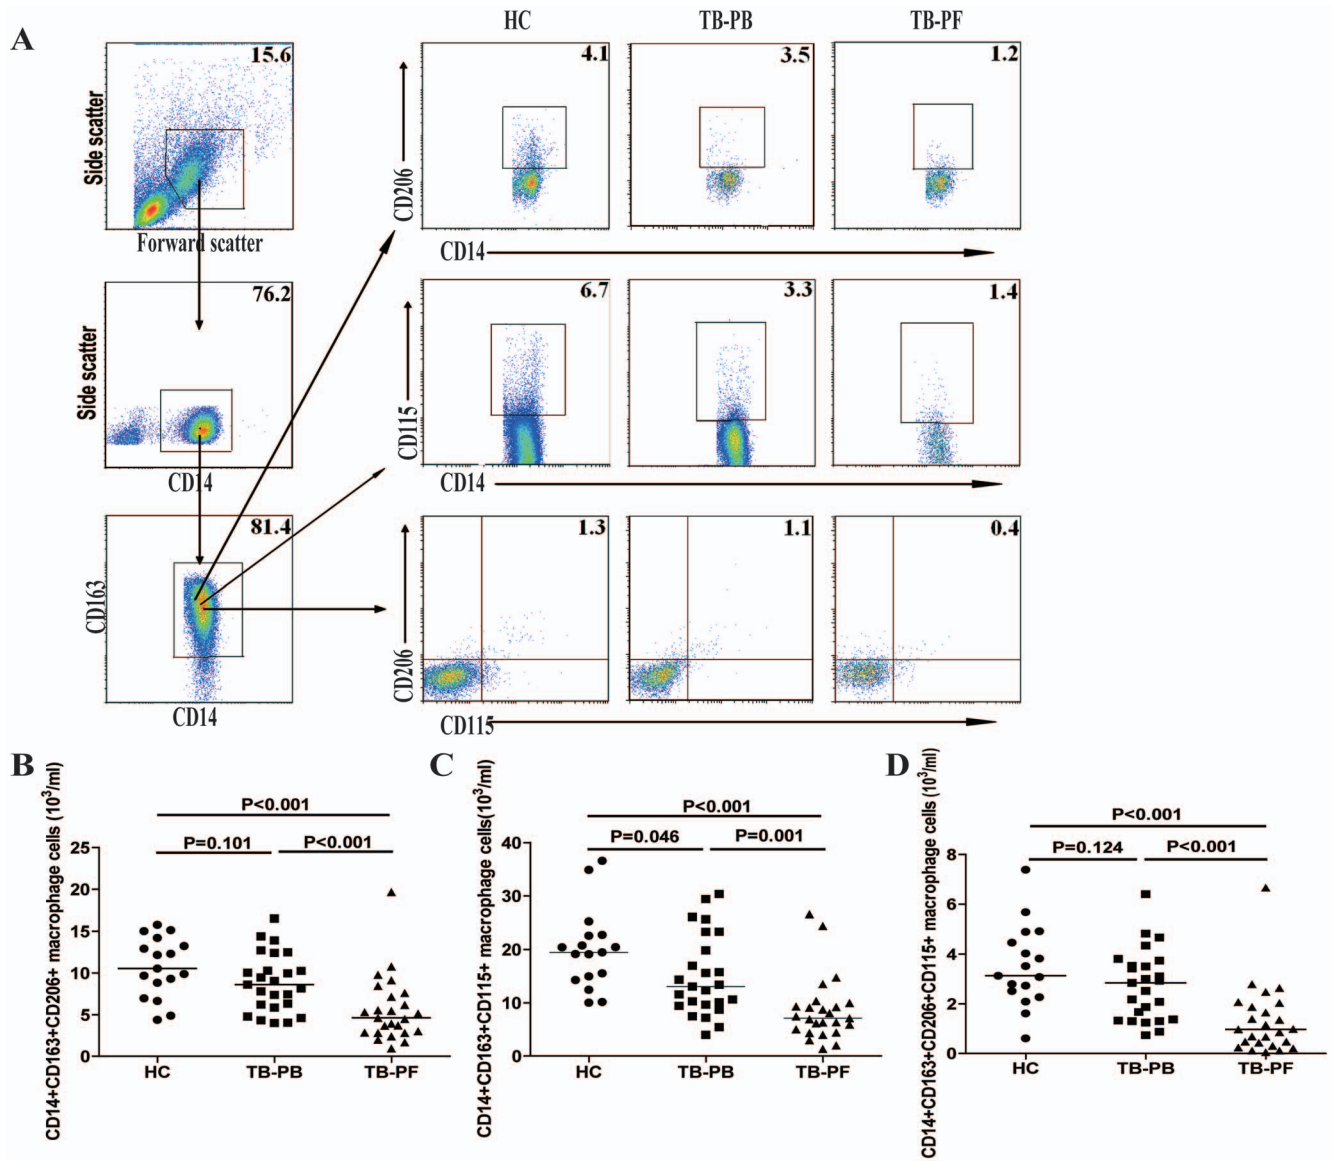 A
HC
TB-PB
TB-PF
15.6
Side scatter
Forward scatter
76.2
Side scatter
CD14
81.4
CD163
CD14
4.1
3.5
1.2
CD206
CD14
6.7
3.3
1.4
CD115
CD14
1.3
1.1
0.4
CD206
CD115
B
CD14+CD163+CD206+ macrophage cells (10³/ml)
P<0.001
P=0.101
P<0.001
25
20
15
10
5
0
HC
TB-PB
TB-PF
C
CD14+CD163+CD115+ macrophage cells(10³/ml)
P<0.001
P=0.046
P=0.001
40
30
20
10
0
HC
TB-PB
TB-PF
D
CD14+CD163+CD206+CD115+ macrophage cells (10³/ml)
P<0.001
P=0.124
P<0.001
8
6
4
2
0
HC
TB-PB
TB-PF